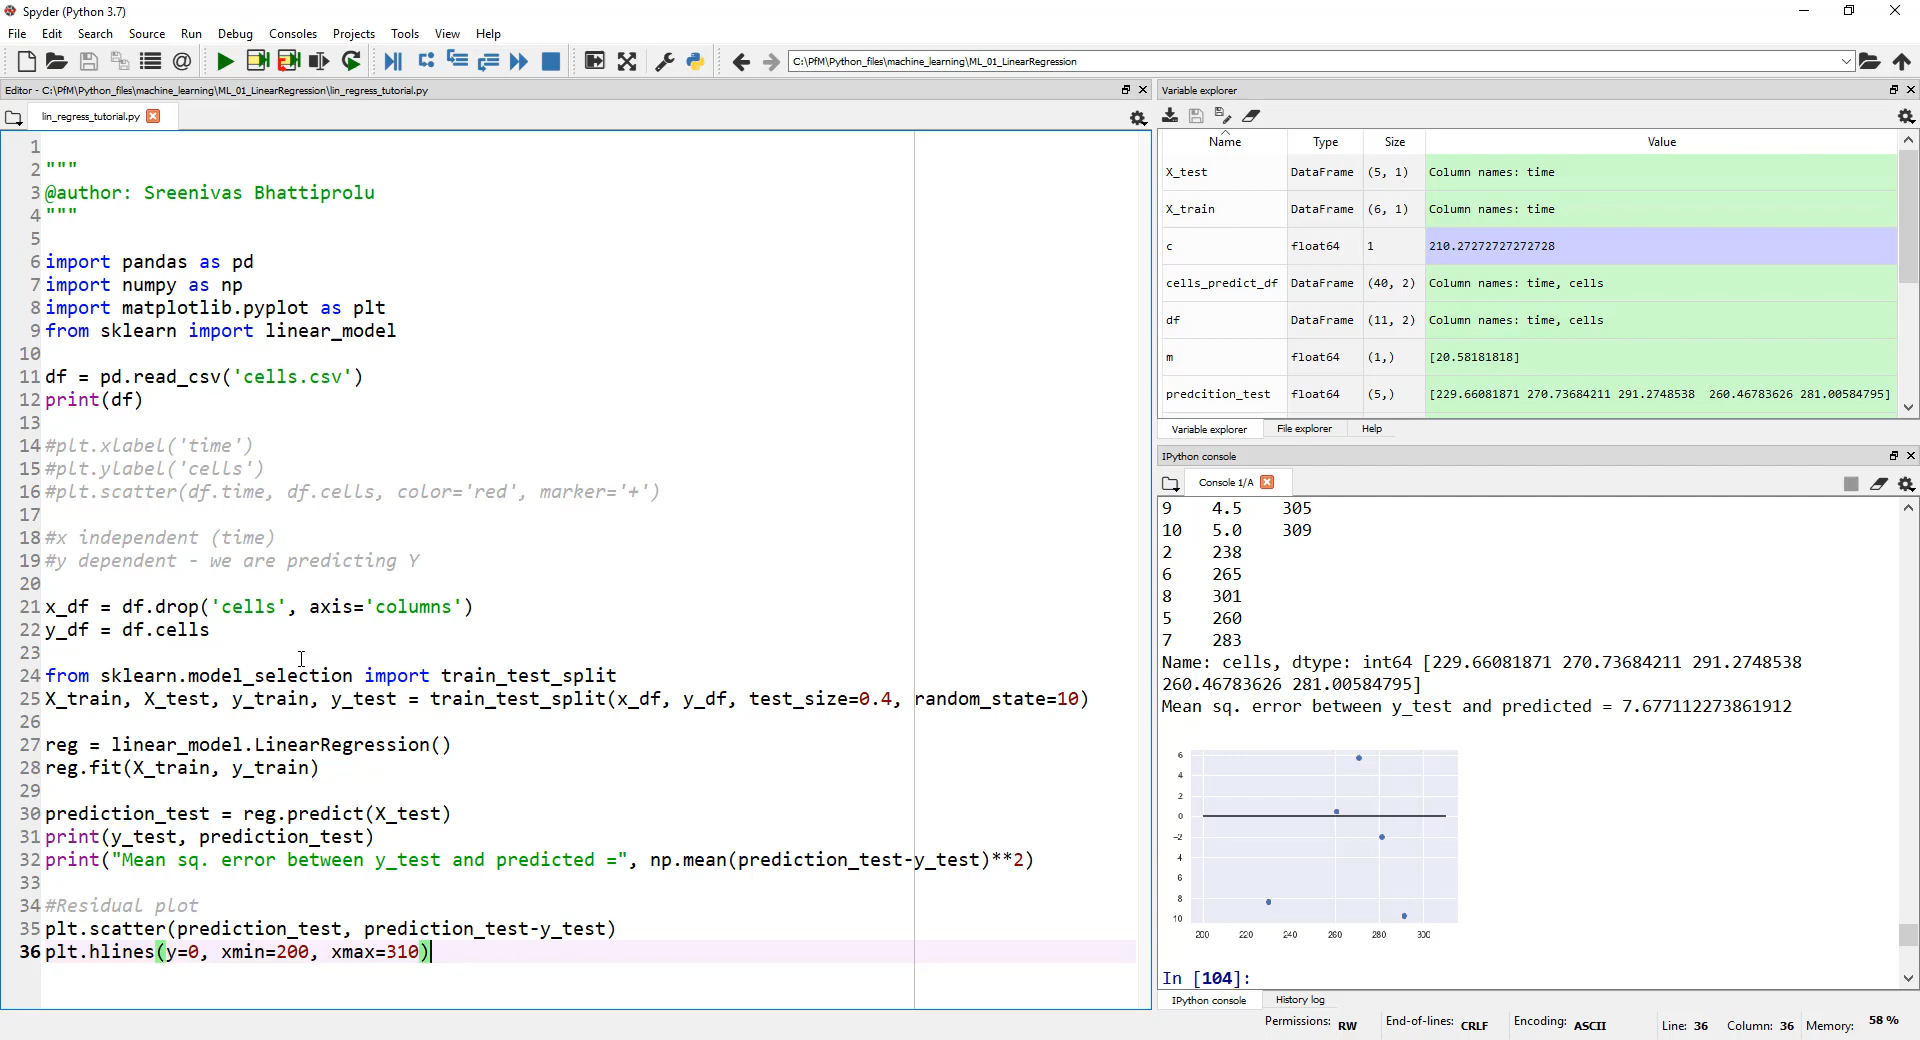 Spyder (Python 3.7)
File Edit Search Source Run Debug Consoles Projects Tools View Help
C:\PfM\Python_files\machine_learning\ML_01_LinearRegression
Editor - C:\PfM\Python_files\machine_learning\ML_01_LinearRegression\lin_regress_tutorial.py
lin_regress_tutorial.py
1
2 """
3 @author: Sreenivas Bhattiprolu
4 """
5
6 import pandas as pd
7 import numpy as np
8 import matplotlib.pyplot as plt
9 from sklearn import linear_model
10
11 df = pd.read_csv('cells.csv')
12 print(df)
13
14 #plt.xlabel('time')
15 #plt.ylabel('cells')
16 #plt.scatter(df.time, df.cells, color='red', marker='+')
17
18 #x independent (time)
19 #y dependent - we are predicting Y
20
21 x_df = df.drop('cells', axis='columns')
22 y_df = df.cells
23
24 from sklearn.model_selection import train_test_split
25 X_train, X_test, y_train, y_test = train_test_split(x_df, y_df, test_size=0.4, random_state=10)
26
27 reg = linear_model.LinearRegression()
28 reg.fit(X_train, y_train)
29
30 prediction_test = reg.predict(X_test)
31 print(y_test, prediction_test)
32 print("Mean sq. error between y_test and predicted =", np.mean(prediction_test-y_test)**2)
33
34 #Residual plot
35 plt.scatter(prediction_test, prediction_test-y_test)
36 plt.hlines(y=0, xmin=200, xmax=310)
Variable explorer
Name Type Size Value
X_test DataFrame (5, 1) Column names: time
X_train DataFrame (6, 1) Column names: time
c float64 1 210.27272727272728
cells_predict_df DataFrame (40, 2) Column names: time, cells
df DataFrame (11, 2) Column names: time, cells
m float64 (1,) [20.58181818]
predcition_test float64 (5,) [229.66081871 270.73684211 291.2748538 260.46783626 281.00584795]
Variable explorer File explorer Help
IPython console
Console 1/A
9 4.5 305
10 5.0 309
2 238
6 265
8 301
5 260
7 283
Name: cells, dtype: int64 [229.66081871 270.73684211 291.2748538
260.46783626 281.00584795]
Mean sq. error between y_test and predicted = 7.677112273861912
6
4
2
0
−2
4
6
8
10
200 220 240 260 280 300
In [104]:
IPython console History log
Permissions: RW End-of-lines: CRLF Encoding: ASCII Line: 36 Column: 36 Memory: 58 %